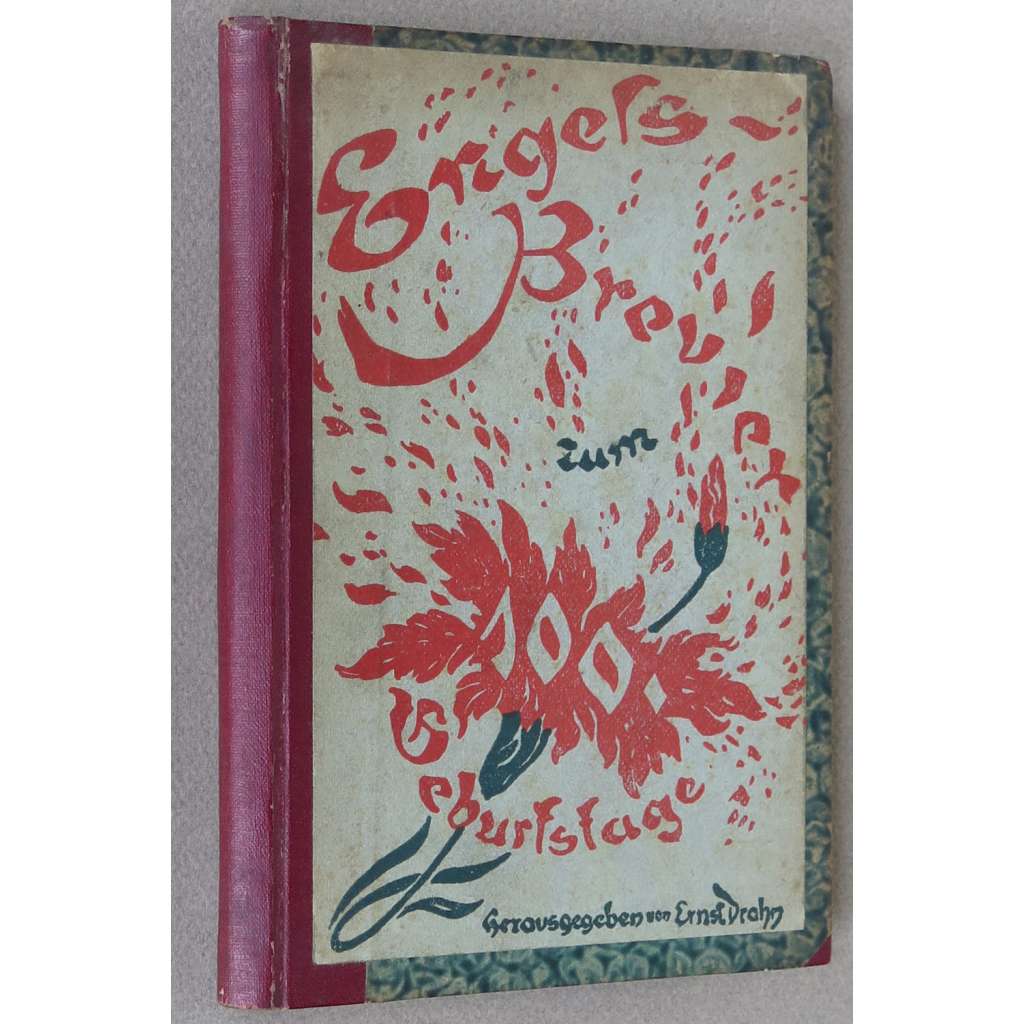 Engels-
Brevier
zum
100.
Geburtstage
Herausgegeben von Ernst Drahn